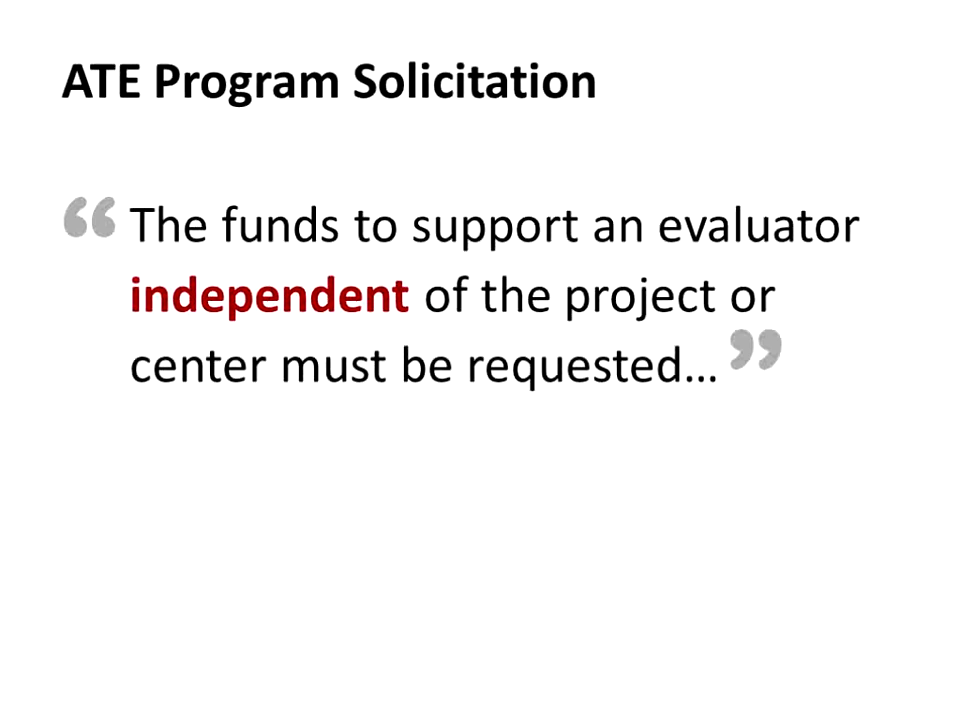 ATE Program Solicitation
“The funds to support an evaluator
independent of the project or
center must be requested…”